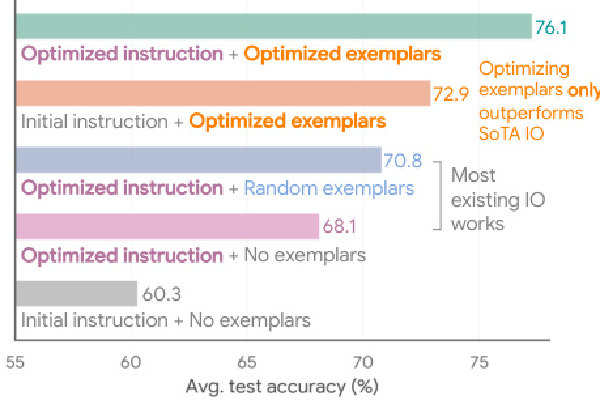 76.1
Optimized instruction + Optimized exemplars
72.9
Optimizing
exemplars only
outperforms
SoTA IO
Initial instruction + Optimized exemplars
70.8
Optimized instruction + Random exemplars
Most
existing IO
works
68.1
Optimized instruction + No exemplars
60.3
Initial instruction + No exemplars
55 60 65 70 75
Avg. test accuracy (%)